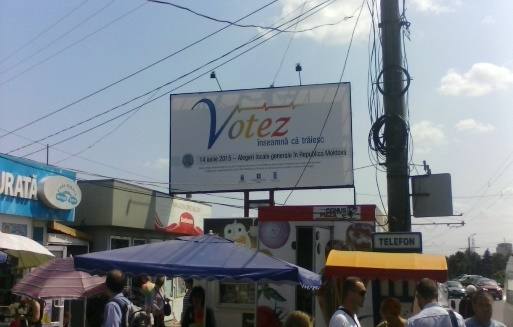 Votez
înseamnă că trăiesc
14 iunie 2015 – Alegeri locale generale în Republica Moldova
URATĂ
TELEFON